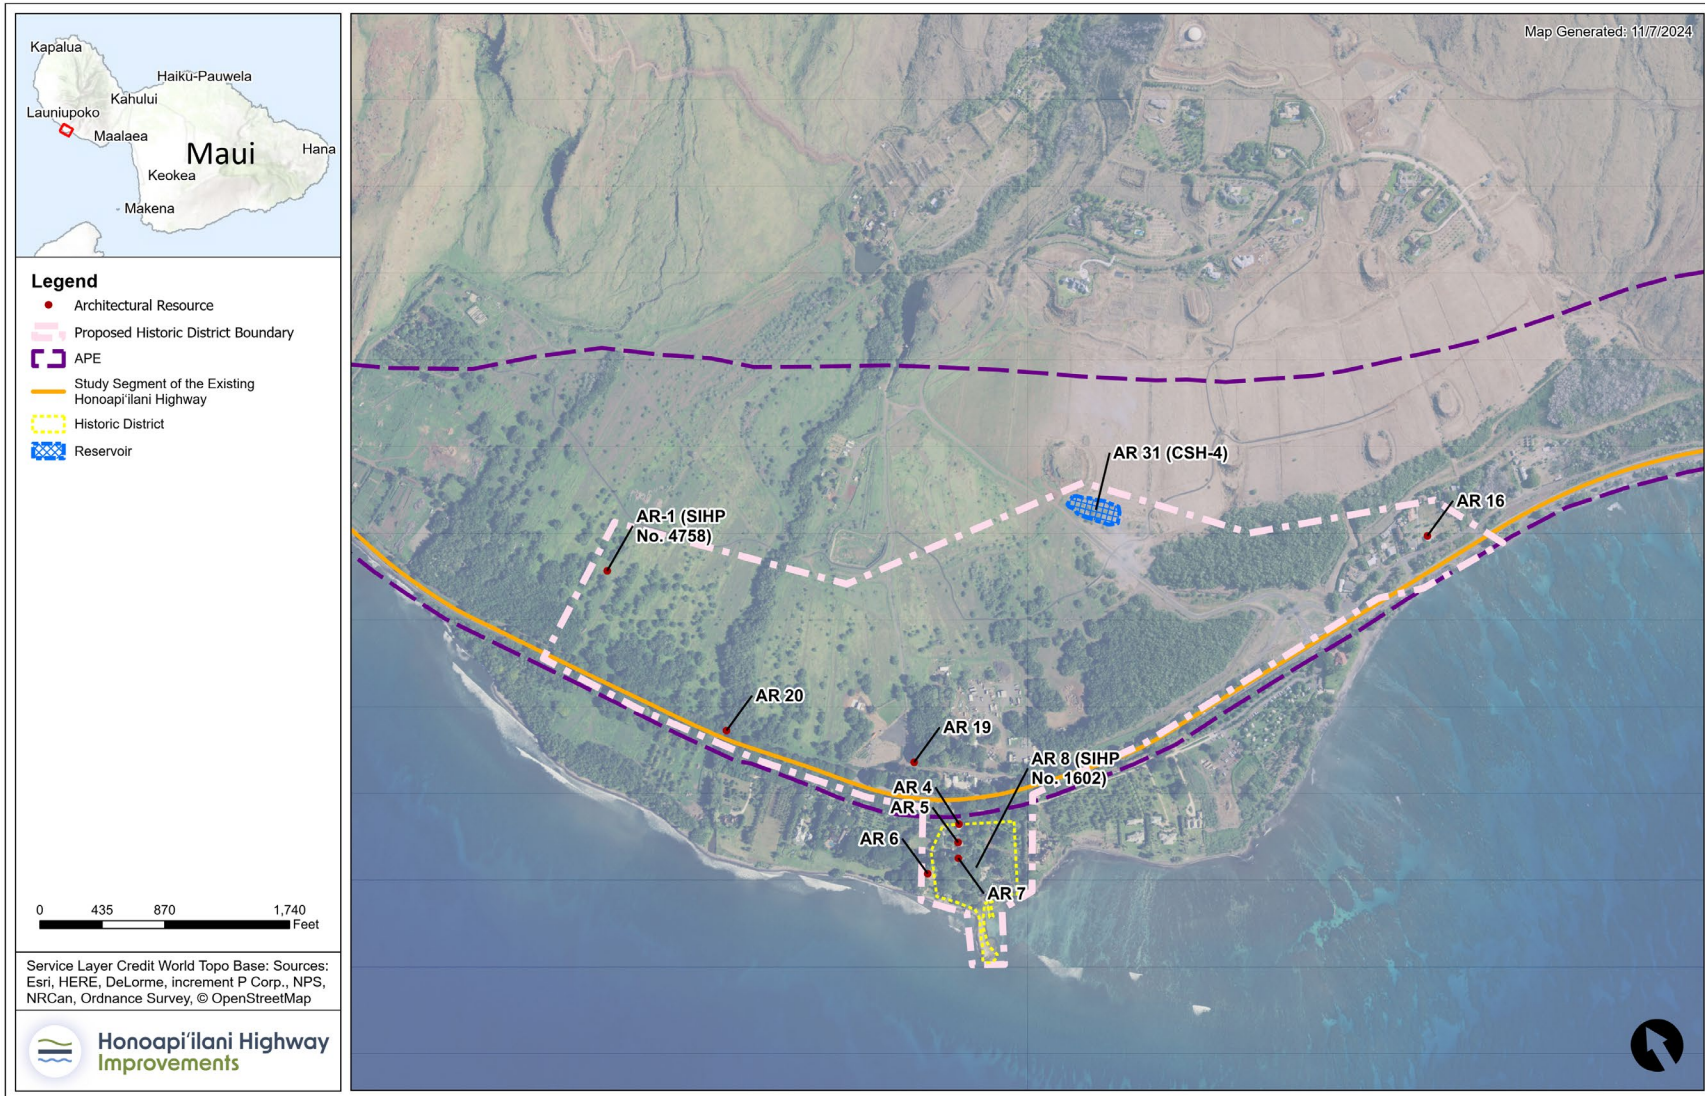 Kapalua
Haiku-Pauwela
Kahului
Launiupoko
Maalaea
Maui
Hana
Keokea
Makena
Legend
Architectural Resource
Proposed Historic District Boundary
APE
Study Segment of the Existing
Honoapiʻilani Highway
Historic District
Reservoir
0 435 870 1,740
Feet
Service Layer Credit World Topo Base: Sources:
Esri, HERE, DeLorme, increment P Corp., NPS,
NRCan, Ordnance Survey, © OpenStreetMap
Honoapiʻilani Highway
Improvements
Map Generated: 11/7/2024
AR 31 (CSH-4)
AR 16
AR-1 (SIHP
No. 4758)
AR 20
AR 19
AR 8 (SIHP
No. 1602)
AR 4
AR 5
AR 6
AR 7